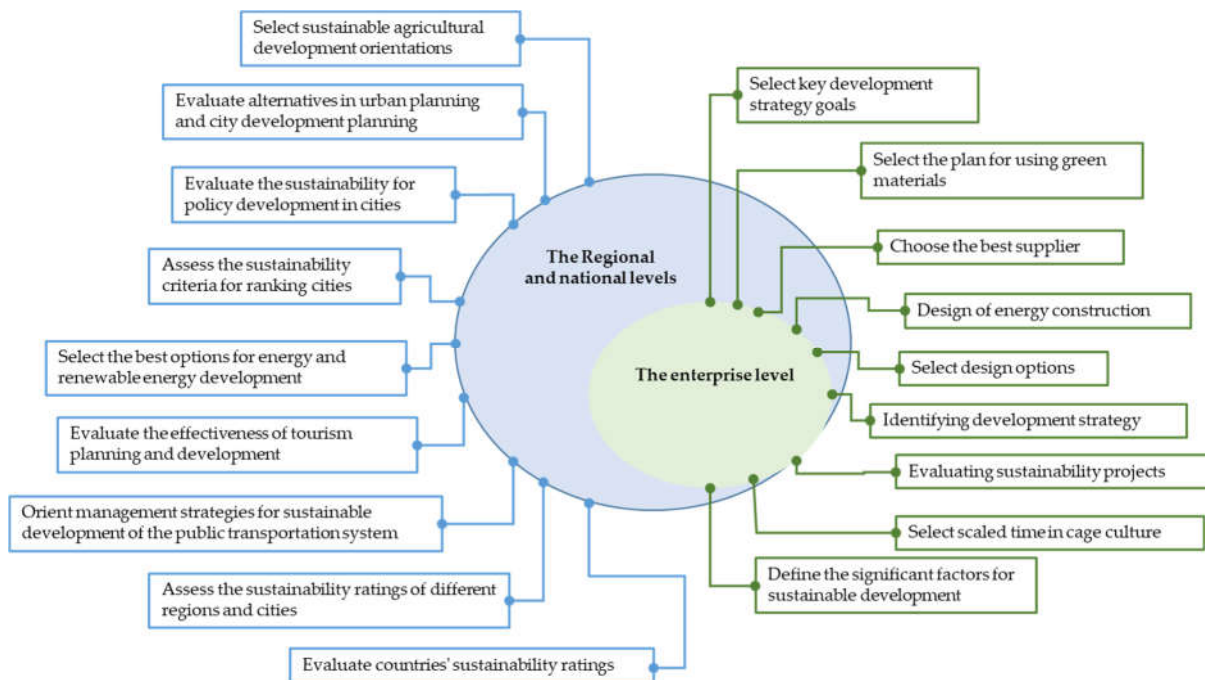 Select sustainable agricultural
development orientations
Evaluate alternatives in urban planning
and city development planning
Evaluate the sustainability for
policy development in cities
Assess the sustainability
criteria for ranking cities
Select the best options for energy and
renewable energy development
Evaluate the effectiveness of tourism
planning and development
Orient management strategies for sustainable
development of the public transportation system
Assess the sustainability ratings of different
regions and cities
Evaluate countries' sustainability ratings
The Regional
and national levels
The enterprise level
Select key development
strategy goals
Select the plan for using green
materials
Choose the best supplier
Design of energy construction
Select design options
Identifying development strategy
Evaluating sustainability projects
Select scaled time in cage culture
Define the significant factors for
sustainable development